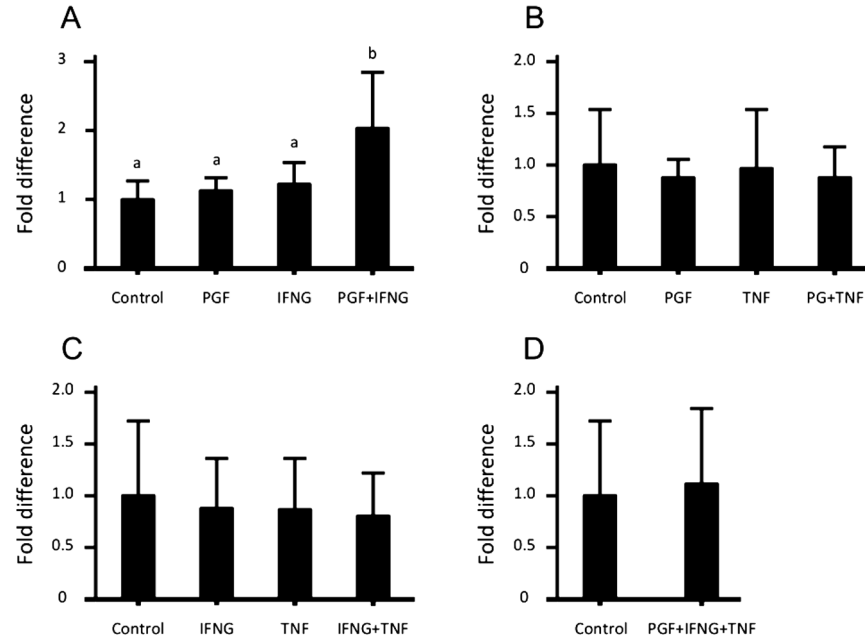 A
Fold difference
3
2
1
0
a
a
a
b
Control PGF IFNG PGF+IFNG
B
Fold difference
2.0
1.5
1.0
0.5
0
Control PGF TNF PG+TNF
C
Fold difference
2.0
1.5
1.0
0.5
0
Control IFNG TNF IFNG+TNF
D
Fold difference
2.0
1.5
1.0
0.5
0
Control PGF+IFNG+TNF